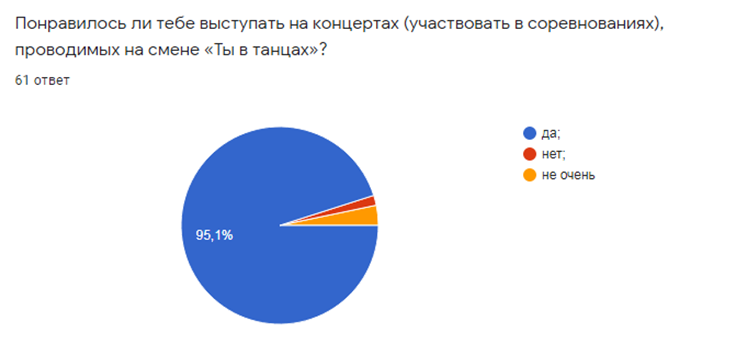 Понравилось ли тебе выступать на концертах (участвовать в соревнованиях),
проводимых на смене «Ты в танцах»?
61 ответ
да;
нет;
не очень
95,1%